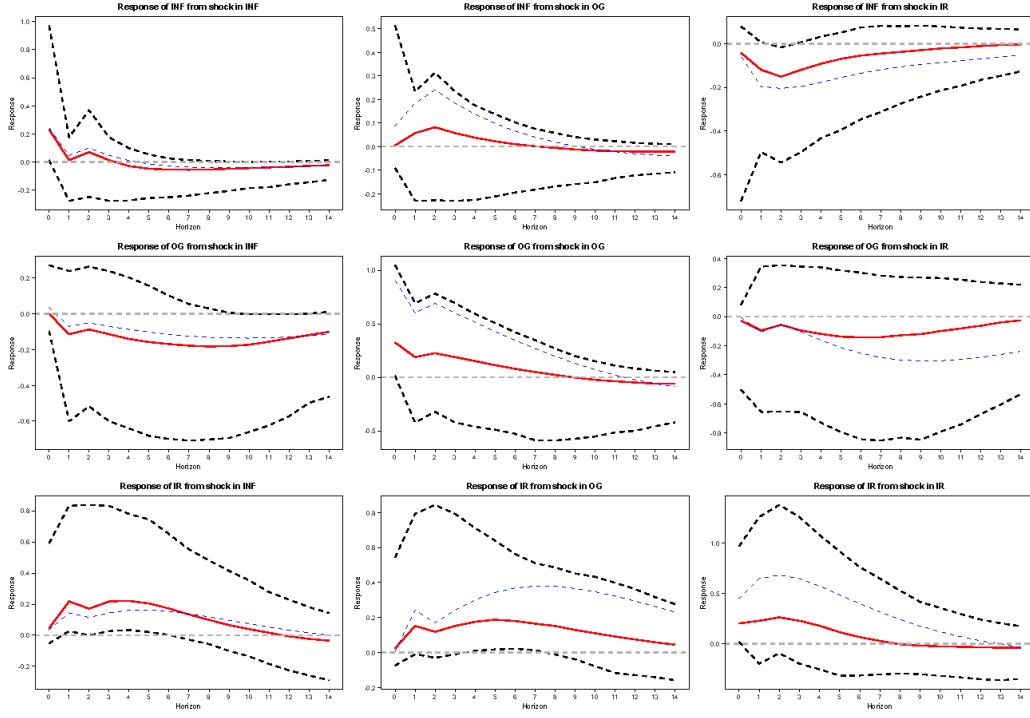 Response of INF from shock in INF
Response
1.0
0.8
0.6
0.4
0.2
0.0
-0.2
0 1 2 3 4 5 6 7 8 9 10 11 12 13 14
Horizon
Response of INF from shock in OG
Response
0.5
0.4
0.3
0.2
0.1
0.0
-0.1
-0.2
0 1 2 3 4 5 6 7 8 9 10 11 12 13 14
Horizon
Response of INF from shock in IR
Response
0.0
-0.2
-0.4
-0.6
0 1 2 3 4 5 6 7 8 9 10 11 12 13 14
Horizon
Response of OG from shock in INF
Response
0.2
0.0
-0.2
-0.4
-0.6
0 1 2 3 4 5 6 7 8 9 10 11 12 13 14
Horizon
Response of OG from shock in OG
Response
1.0
0.5
0.0
-0.5
0 1 2 3 4 5 6 7 8 9 10 11 12 13 14
Horizon
Response of OG from shock in IR
Response
0.4
0.2
0.0
-0.2
-0.4
-0.6
-0.8
0 1 2 3 4 5 6 7 8 9 10 11 12 13 14
Horizon
Response of IR from shock in INF
Response
0.8
0.6
0.4
0.2
0.0
-0.2
0 1 2 3 4 5 6 7 8 9 10 11 12 13 14
Horizon
Response of IR from shock in OG
Response
0.8
0.6
0.4
0.2
0.0
-0.2
0 1 2 3 4 5 6 7 8 9 10 11 12 13 14
Horizon
Response of IR from shock in IR
Response
1.0
0.5
0.0
0 1 2 3 4 5 6 7 8 9 10 11 12 13 14
Horizon